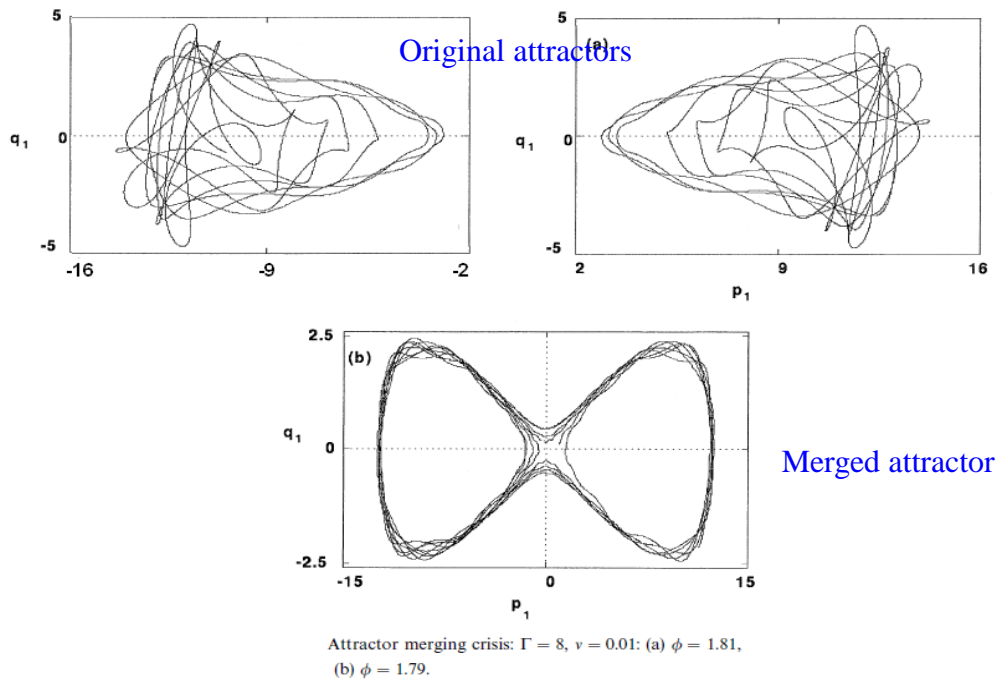 5
5
Original attractors
(a)
q₁ 0
q₁ 0
-5
-5
-16 -9 -2
2 9 16
p₁
2.5
(b)
q₁ 0
Merged attractor
-2.5
-15 0 15
p₁
Attractor merging crisis: Γ = 8, ν = 0.01: (a) ϕ = 1.81,
(b) ϕ = 1.79.